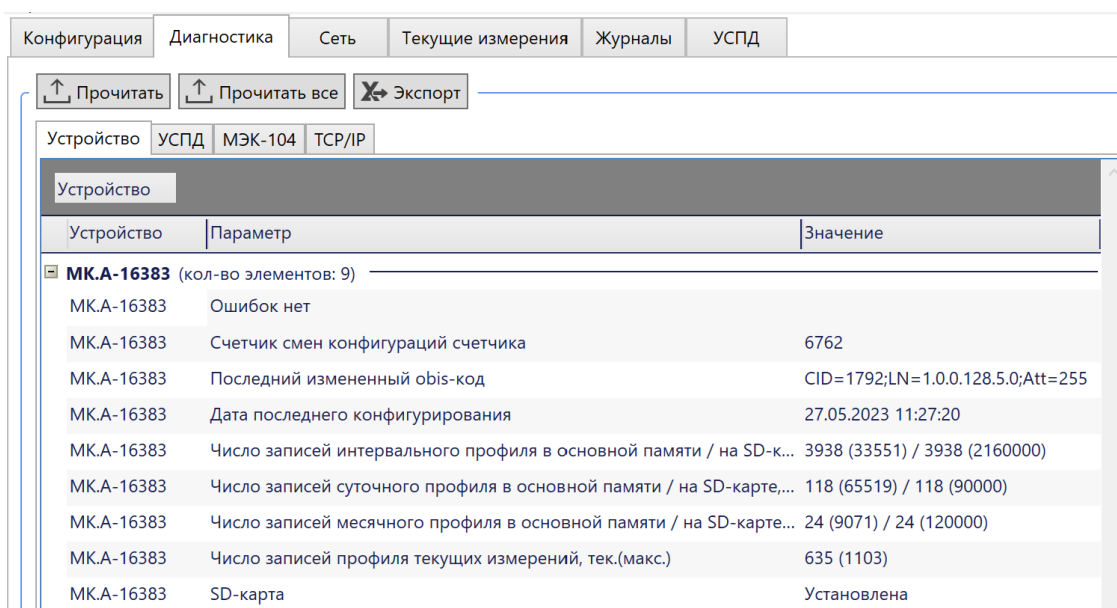 Конфигурация Диагностика Сеть Текущие измерения Журналы УСПД
Прочитать Прочитать все Экспорт
Устройство УСПД МЭК-104 TCP/IP
Устройство
Устройство Параметр Значение
МК.А-16383 (кол-во элементов: 9)
МК.А-16383 Ошибок нет
МК.А-16383 Счетчик смен конфигураций счетчика 6762
МК.А-16383 Последний измененный obis-код CID=1792;LN=1.0.0.128.5.0;Att=255
МК.А-16383 Дата последнего конфигурирования 27.05.2023 11:27:20
МК.А-16383 Число записей интервального профиля в основной памяти / на SD-к... 3938 (33551) / 3938 (2160000)
МК.А-16383 Число записей суточного профиля в основной памяти / на SD-карте,... 118 (65519) / 118 (90000)
МК.А-16383 Число записей месячного профиля в основной памяти / на SD-карте... 24 (9071) / 24 (120000)
МК.А-16383 Число записей профиля текущих измерений, тек.(макс.) 635 (1103)
МК.А-16383 SD-карта Установлена